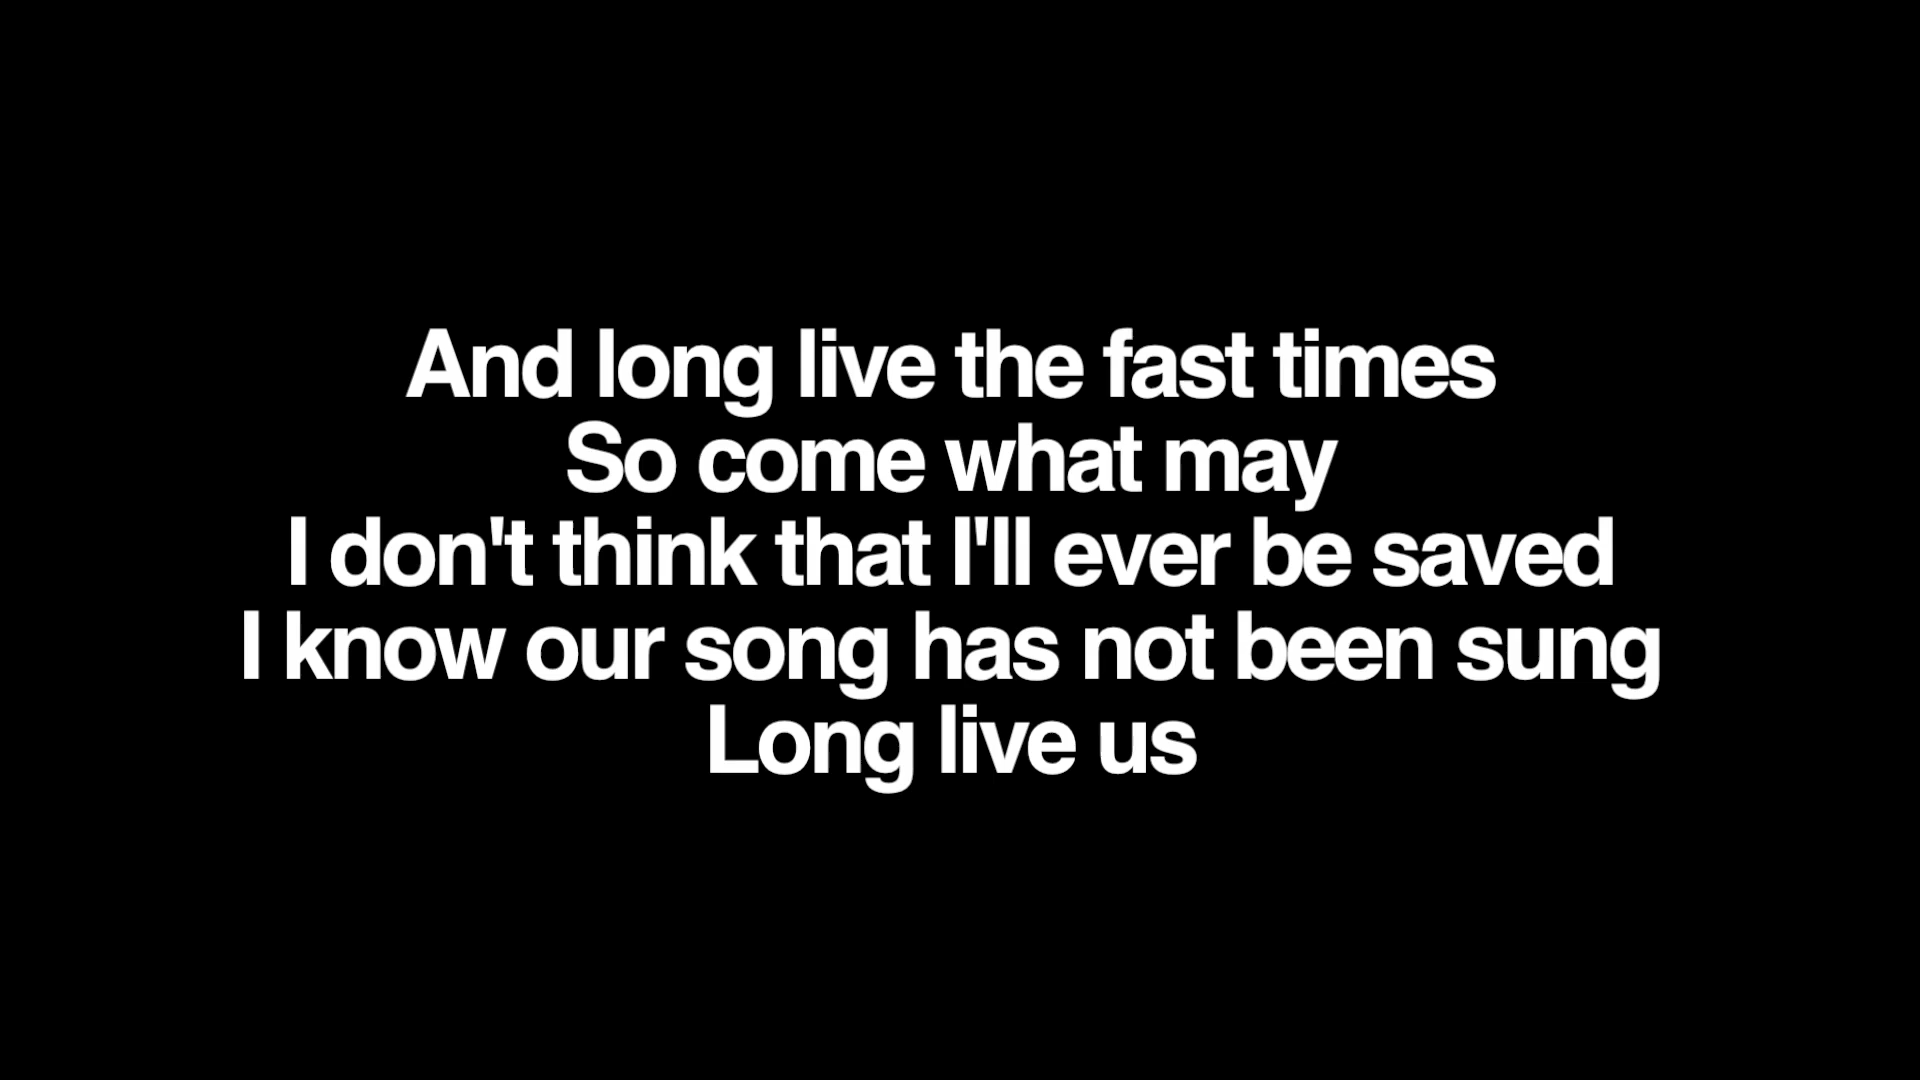 And long live the fast times
So come what may
I don't think that I'll ever be saved
I know our song has not been sung
Long live us